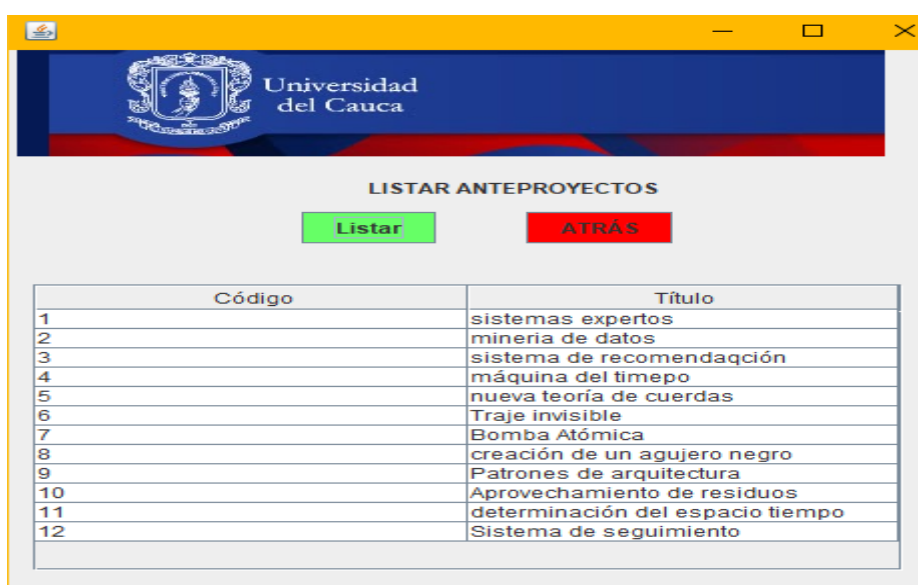 Universidad
del Cauca
LISTAR ANTEPROYECTOS
Listar ATRÁS
Código Título
1 sistemas expertos
2 mineria de datos
3 sistema de recomendaqción
4 máquina del timepo
5 nueva teoría de cuerdas
6 Traje invisible
7 Bomba Atómica
8 creación de un agujero negro
9 Patrones de arquitectura
10 Aprovechamiento de residuos
11 determinación del espacio tiempo
12 Sistema de seguimiento